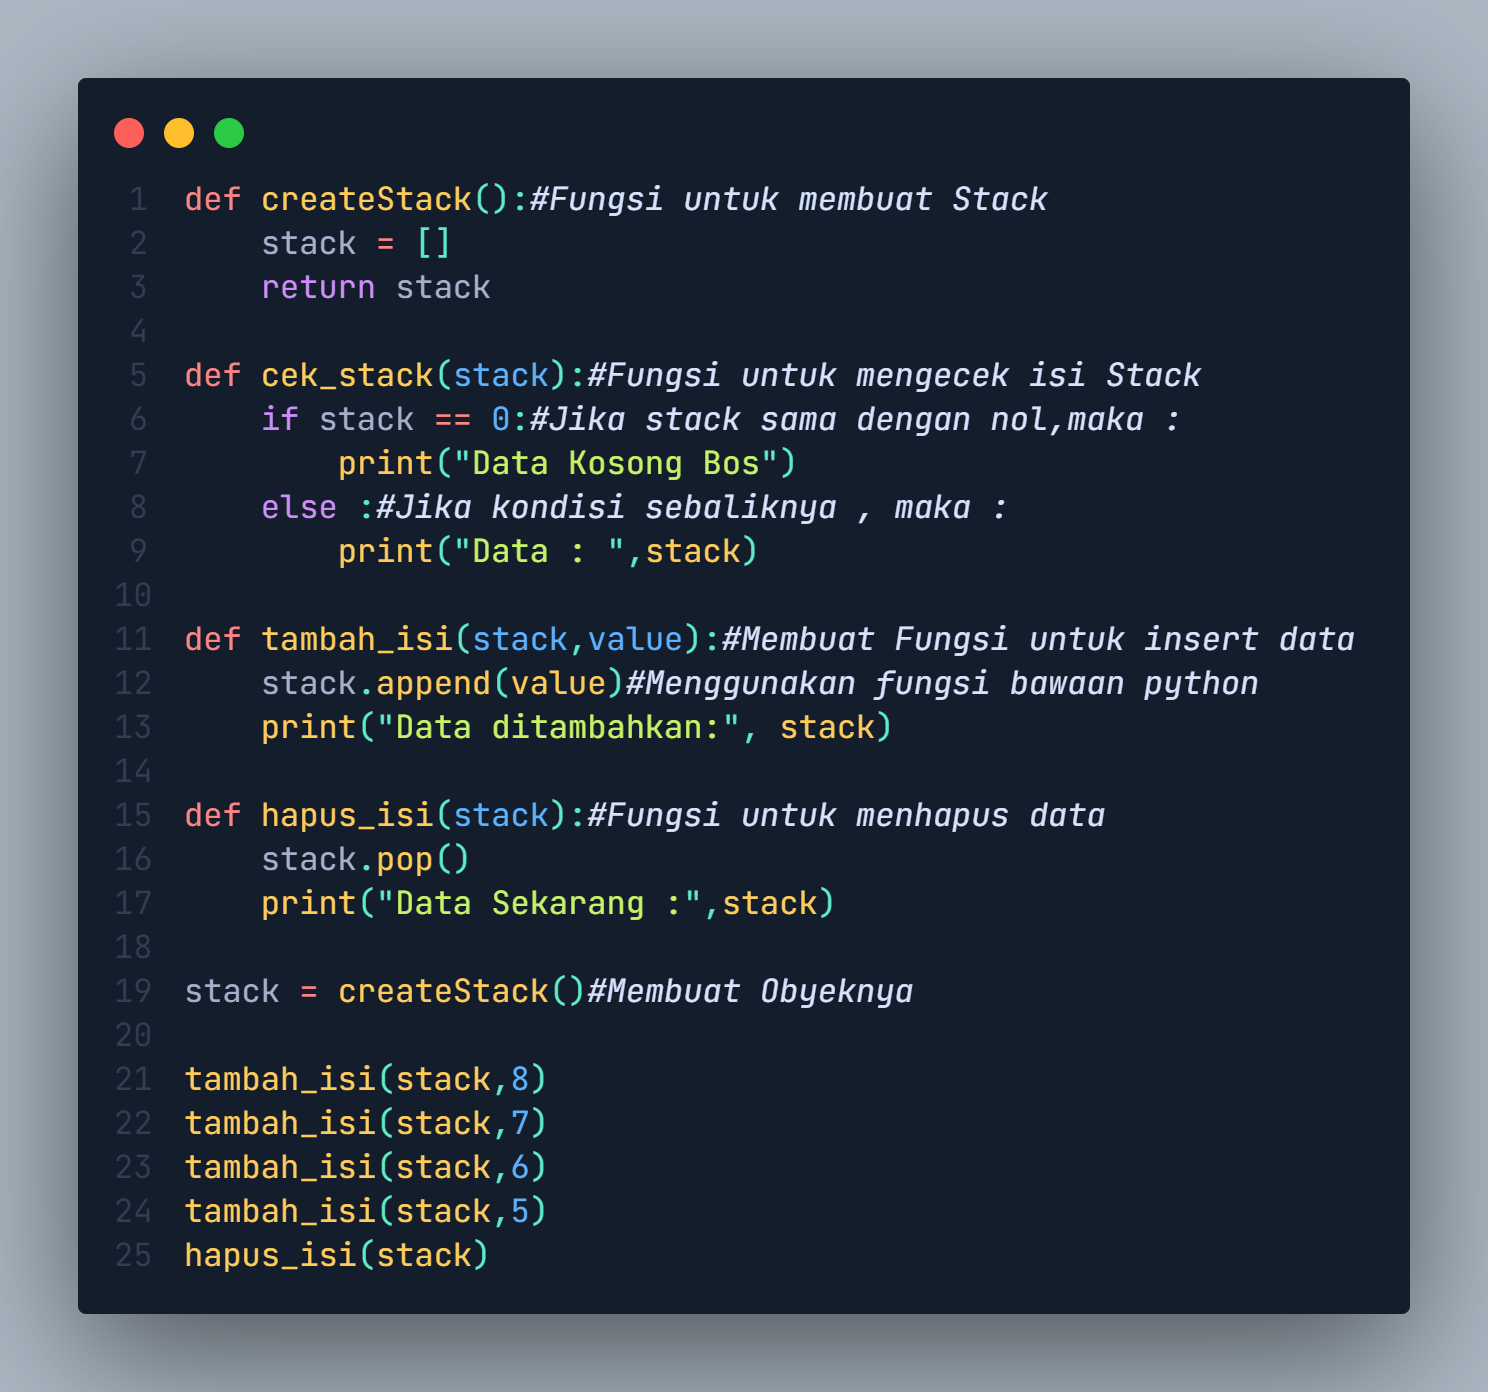 1 def createStack():#Fungsi untuk membuat Stack
2     stack = []
3     return stack
4
5 def cek_stack(stack):#Fungsi untuk mengecek isi Stack
6     if stack == 0:#Jika stack sama dengan nol,maka :
7         print("Data Kosong Bos")
8     else :#Jika kondisi sebaliknya , maka :
9         print("Data : ",stack)
10
11 def tambah_isi(stack,value):#Membuat Fungsi untuk insert data
12     stack.append(value)#Menggunakan fungsi bawaan python
13     print("Data ditambahkan:", stack)
14
15 def hapus_isi(stack):#Fungsi untuk menhapus data
16     stack.pop()
17     print("Data Sekarang :",stack)
18
19 stack = createStack()#Membuat Obyeknya
20
21 tambah_isi(stack,8)
22 tambah_isi(stack,7)
23 tambah_isi(stack,6)
24 tambah_isi(stack,5)
25 hapus_isi(stack)